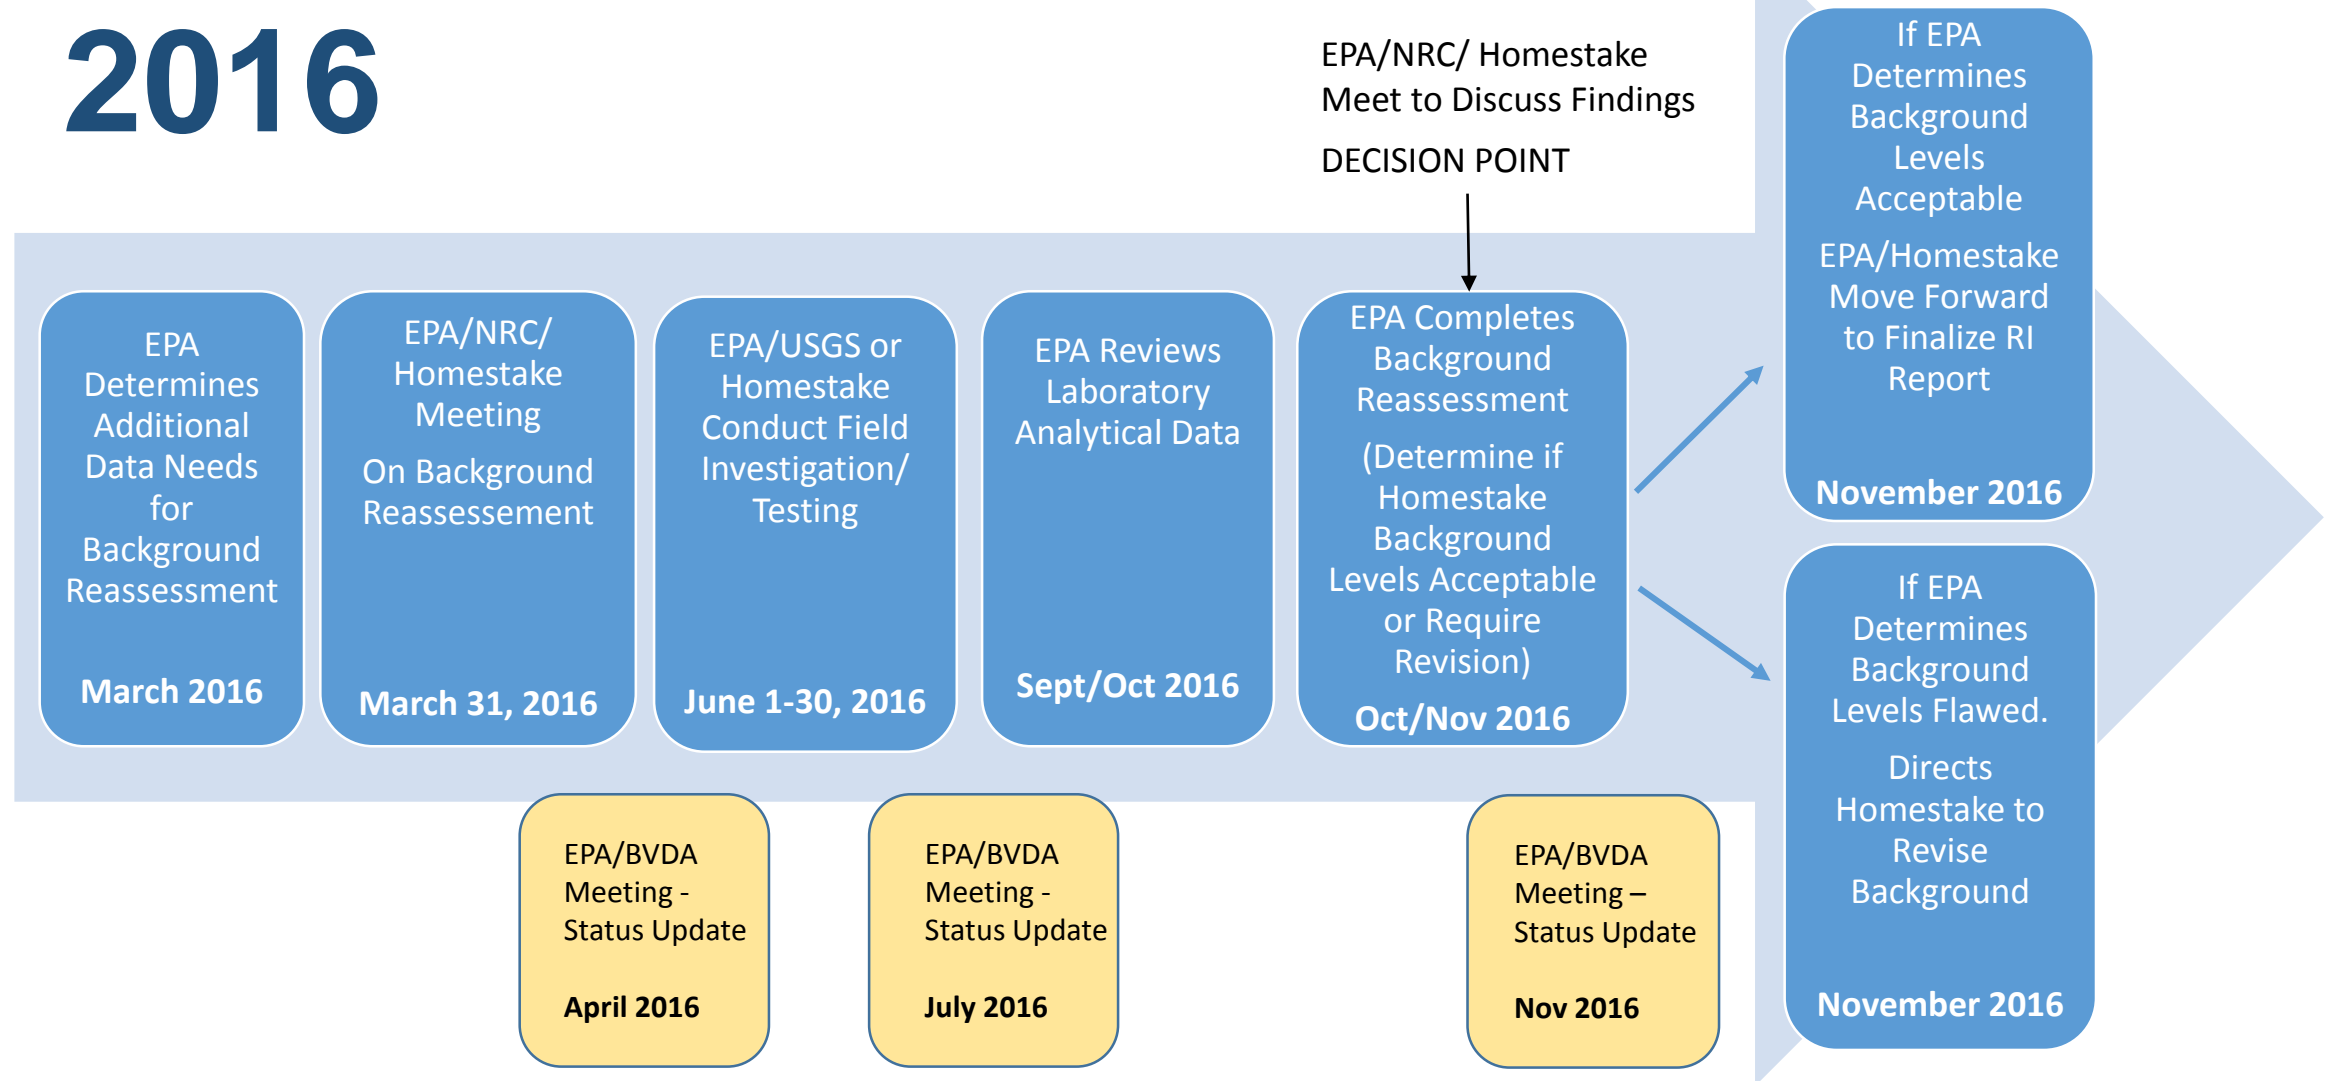 2016
EPA/NRC/ Homestake
Meet to Discuss Findings
DECISION POINT
EPA
Determines
Additional
Data Needs
for
Background
Reassessment
March 2016
EPA/NRC/
Homestake
Meeting
On Background
Reassessement
March 31, 2016
EPA/USGS or
Homestake
Conduct Field
Investigation/
Testing
June 1-30, 2016
EPA Reviews
Laboratory
Analytical Data
Sept/Oct 2016
EPA Completes
Background
Reassessment
(Determine if
Homestake
Background
Levels Acceptable
or Require
Revision)
Oct/Nov 2016
If EPA
Determines
Background
Levels
Acceptable
EPA/Homestake
Move Forward
to Finalize RI
Report
November 2016
If EPA
Determines
Background
Levels Flawed.
Directs
Homestake to
Revise
Background
November 2016
EPA/BVDA
Meeting -
Status Update
April 2016
EPA/BVDA
Meeting -
Status Update
July 2016
EPA/BVDA
Meeting –
Status Update
Nov 2016